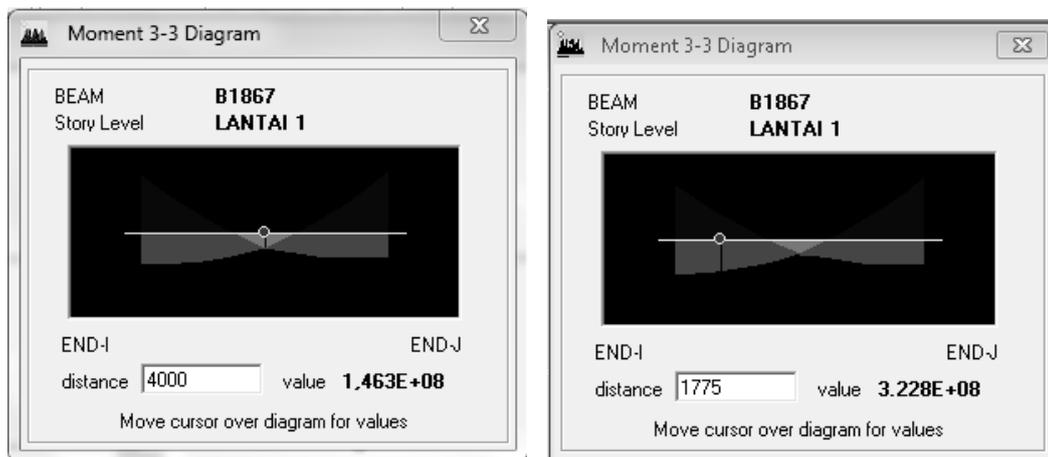 Moment 3-3 Diagram
BEAM B1867
Story Level LANTAI 1
END-I END-J
distance 4000 value 1,463E+08
Move cursor over diagram for values
Moment 3-3 Diagram
BEAM B1867
Story Level LANTAI 1
END-I END-J
distance 1775 value 3.228E+08
Move cursor over diagram for values